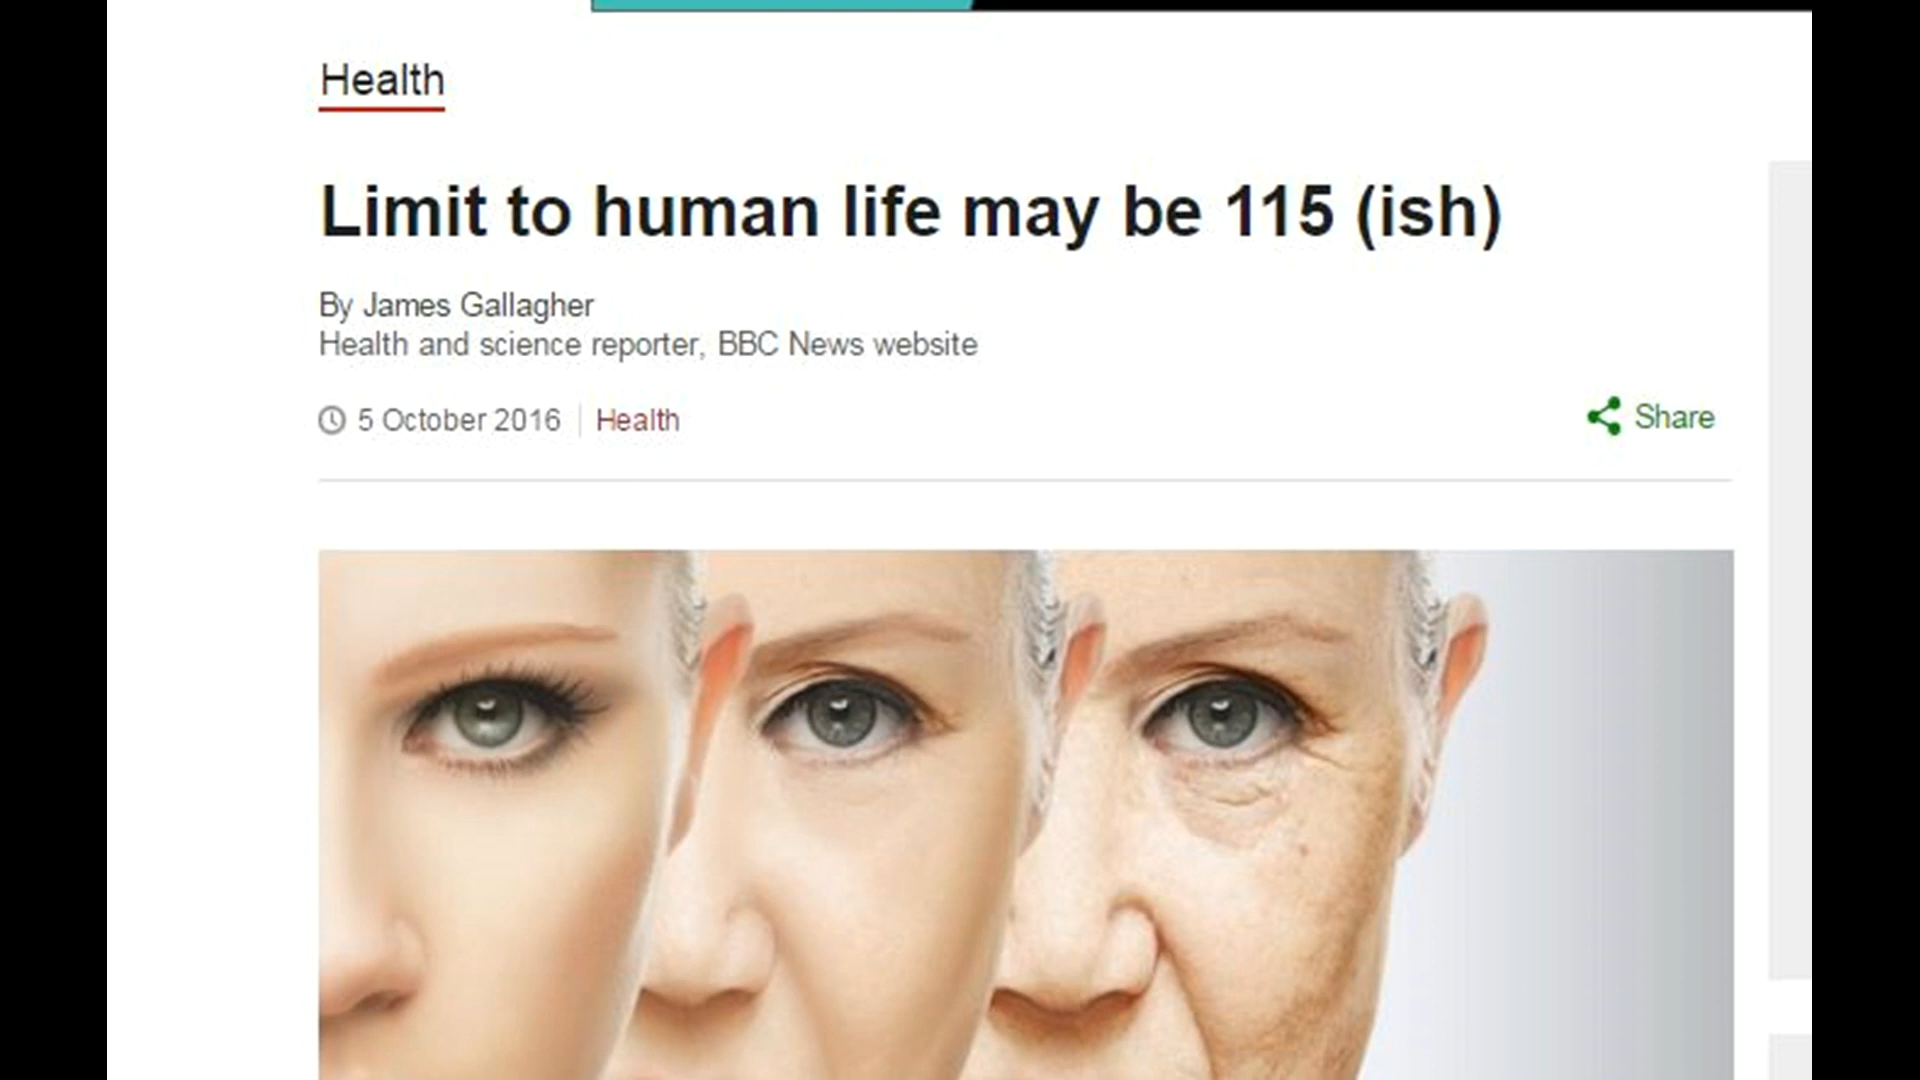 Health
Limit to human life may be 115 (ish)
By James Gallagher
Health and science reporter, BBC News website
5 October 2016 Health
Share